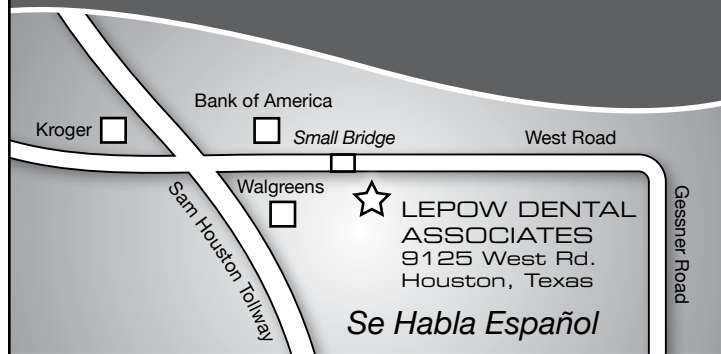 Bank of America
Kroger
Small Bridge
West Road
Walgreens
Sam Houston Tollway
Gessner Road
LEPOW DENTAL
ASSOCIATES
9125 West Rd.
Houston, Texas
Se Habla Español